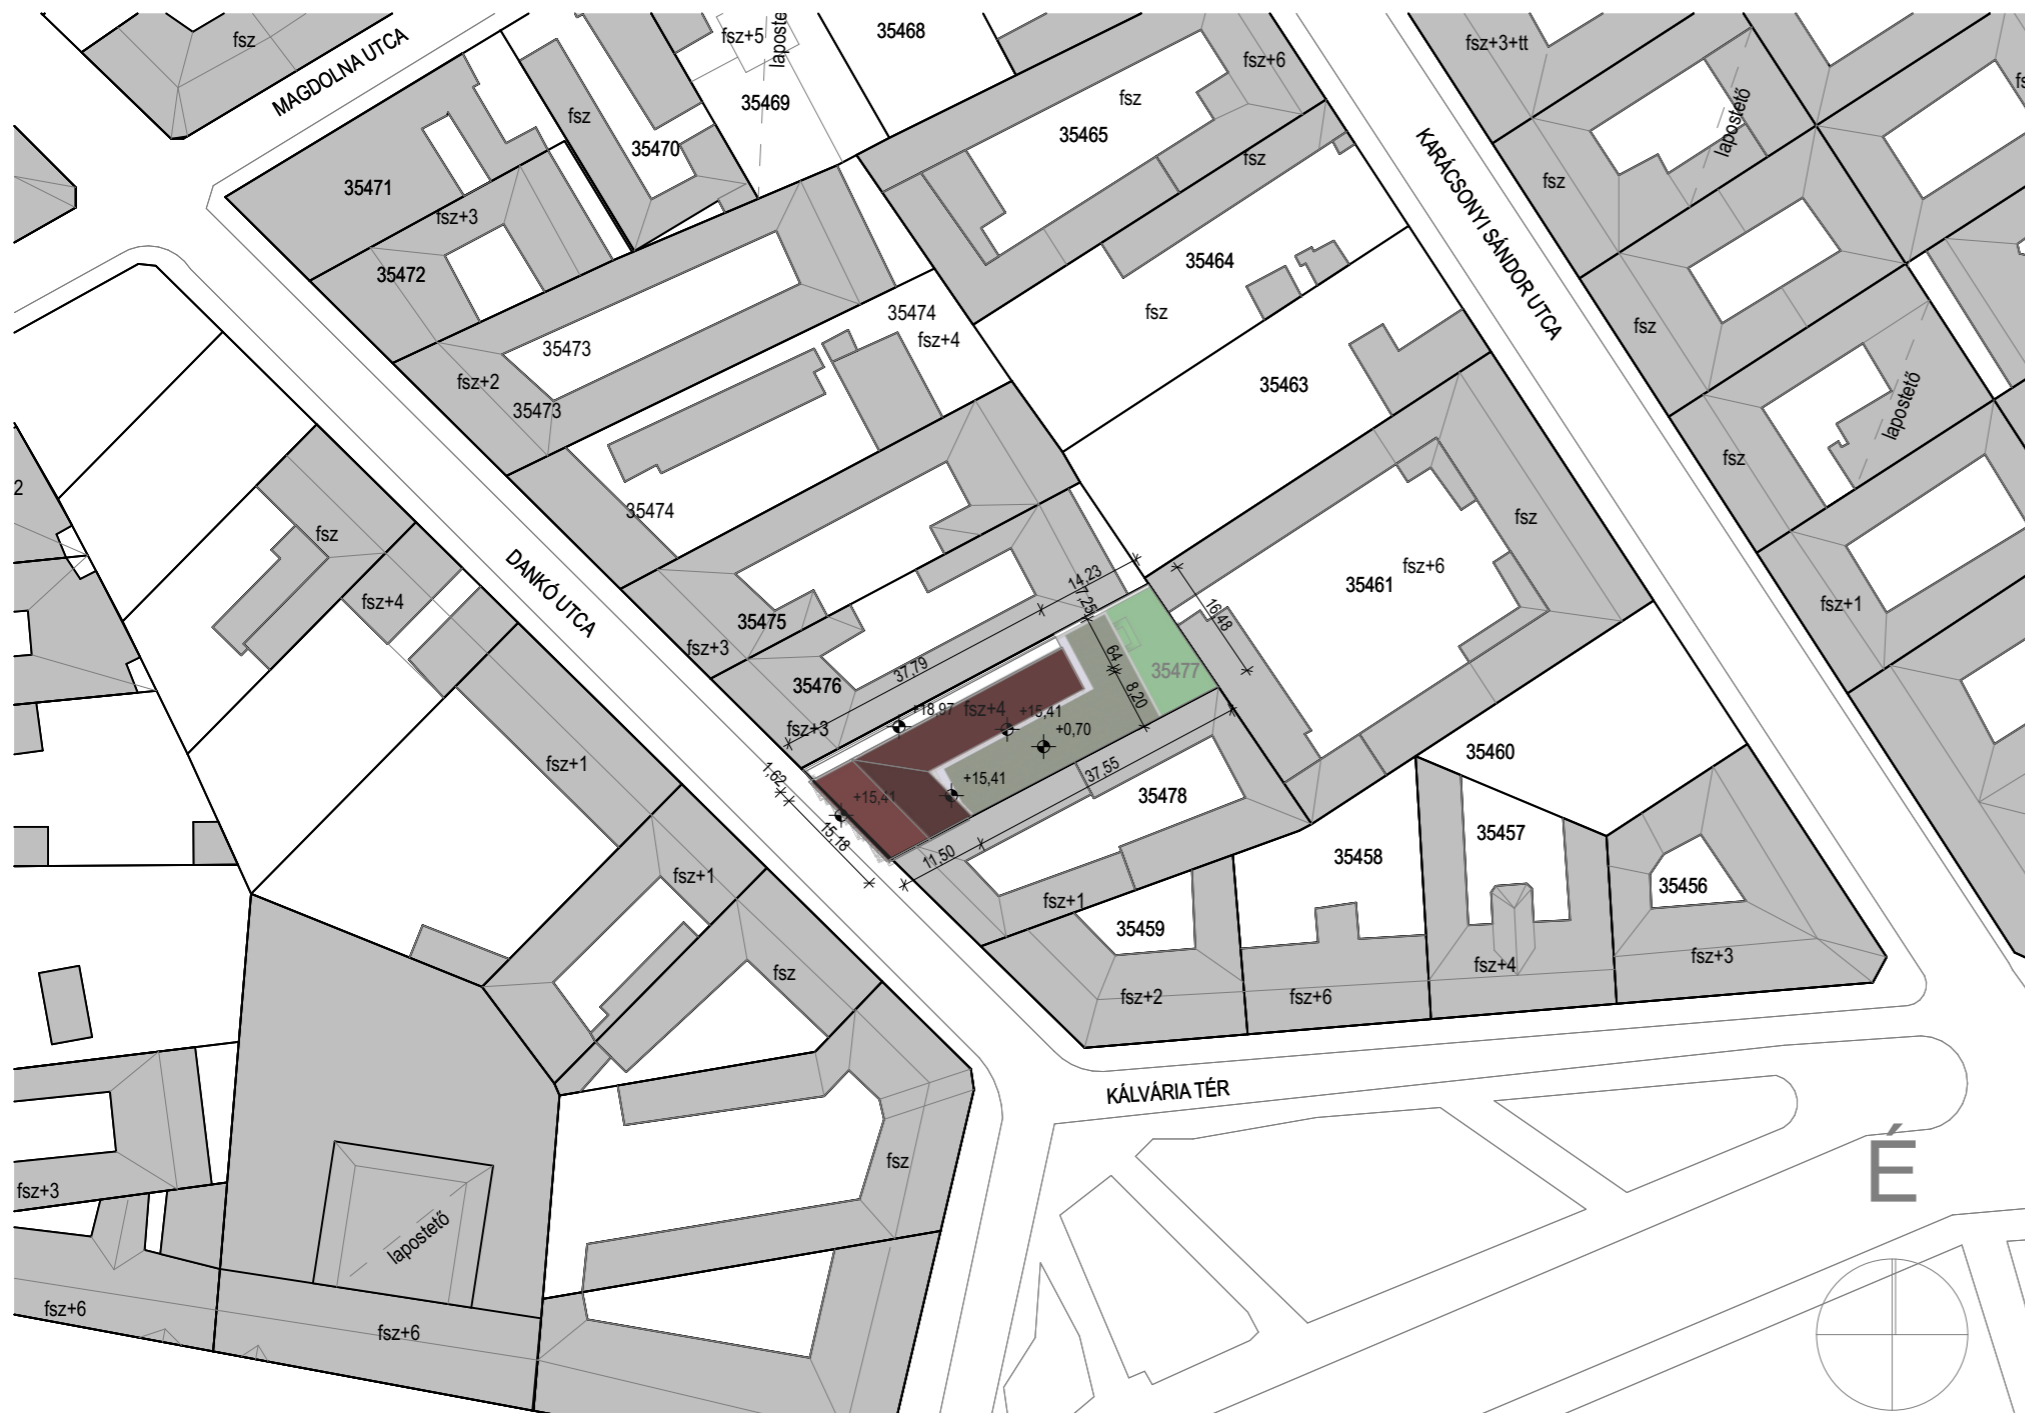 fsz
MAGDOLNA UTCA
fsz+5
laposte
35468
fsz+6
fsz+3+tt
35469
fsz
fsz
35465
lapostető
35470
KARÁCSONYI SÁNDOR UTCA
35471
fsz
fsz
fsz+3
35472
35464
fsz
35474
fsz
fsz+4
35473
fsz+2
35473
35463
lapostető
fsz
2
35474
fsz
fsz
DANKÓ UTCA
fsz+4
35461
fsz+6
fsz+1
14,23
7,25
16,48
35475
fsz+3
64
35477
37,79
35476
8,20
fsz+3
+18,97
fsz+4
+15,41
+0,70
35460
fsz+1
1,62
+15,41
+15,41
37,55
35478
15,18
11,50
35458
35457
fsz+1
35456
fsz+1
35459
fsz
fsz+4
fsz+3
fsz+2
fsz+6
KÁLVÁRIA TÉR
fsz
É
fsz+3
lapostető
fsz+6
fsz+6